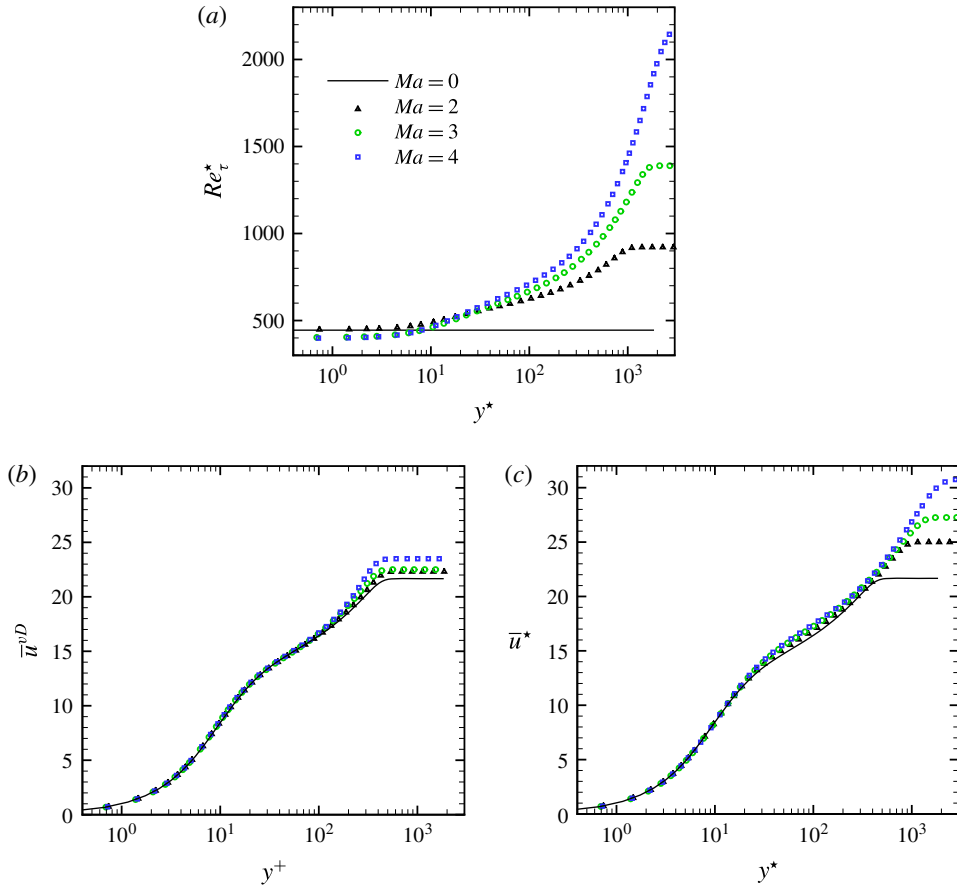 (a)
2000
1500
1000
500
Re⋆τ
Ma = 0
Ma = 2
Ma = 3
Ma = 4
10⁰ 10¹ 10² 10³
y⋆
(b)
30
25
20
15
10
5
0
u̅ᵛᴰ
10⁰ 10¹ 10² 10³
y⁺
(c)
30
25
20
15
10
5
0
u̅⋆
10⁰ 10¹ 10² 10³
y⋆